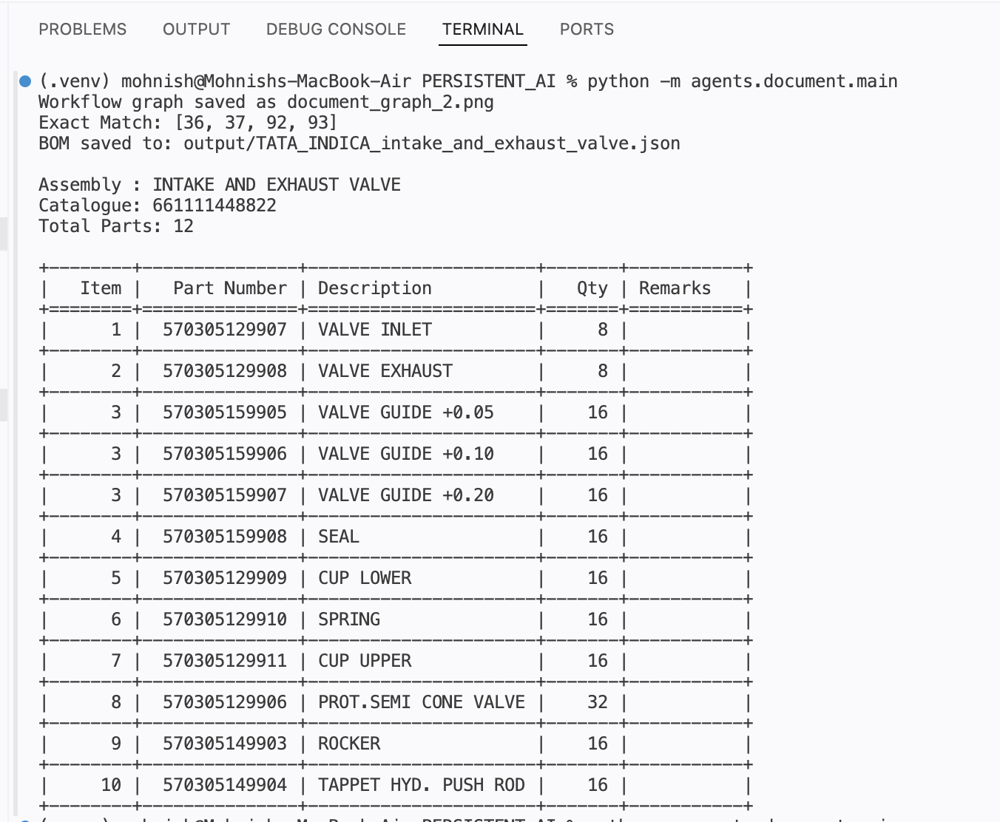 PROBLEMS OUTPUT DEBUG CONSOLE TERMINAL PORTS
(.venv) mohnish@Mohnishs-MacBook-Air PERSISTENT_AI % python -m agents.document.main
Workflow graph saved as document_graph_2.png
Exact Match: [36, 37, 92, 93]
BOM saved to: output/TATA_INDICA_intake_and_exhaust_valve.json
Assembly : INTAKE AND EXHAUST VALVE
Catalogue: 661111448822
Total Parts: 12
| Item | Part Number | Description | Qty | Remarks |
| 1 | 570305129907 | VALVE INLET | 8 | |
| 2 | 570305129908 | VALVE EXHAUST | 8 | |
| 3 | 570305159905 | VALVE GUIDE +0.05 | 16 | |
| 3 | 570305159906 | VALVE GUIDE +0.10 | 16 | |
| 3 | 570305159907 | VALVE GUIDE +0.20 | 16 | |
| 4 | 570305159908 | SEAL | 16 | |
| 5 | 570305129909 | CUP LOWER | 16 | |
| 6 | 570305129910 | SPRING | 16 | |
| 7 | 570305129911 | CUP UPPER | 16 | |
| 8 | 570305129906 | PROT.SEMI CONE VALVE | 32 | |
| 9 | 570305149903 | ROCKER | 16 | |
| 10 | 570305149904 | TAPPET HYD. PUSH ROD | 16 | |